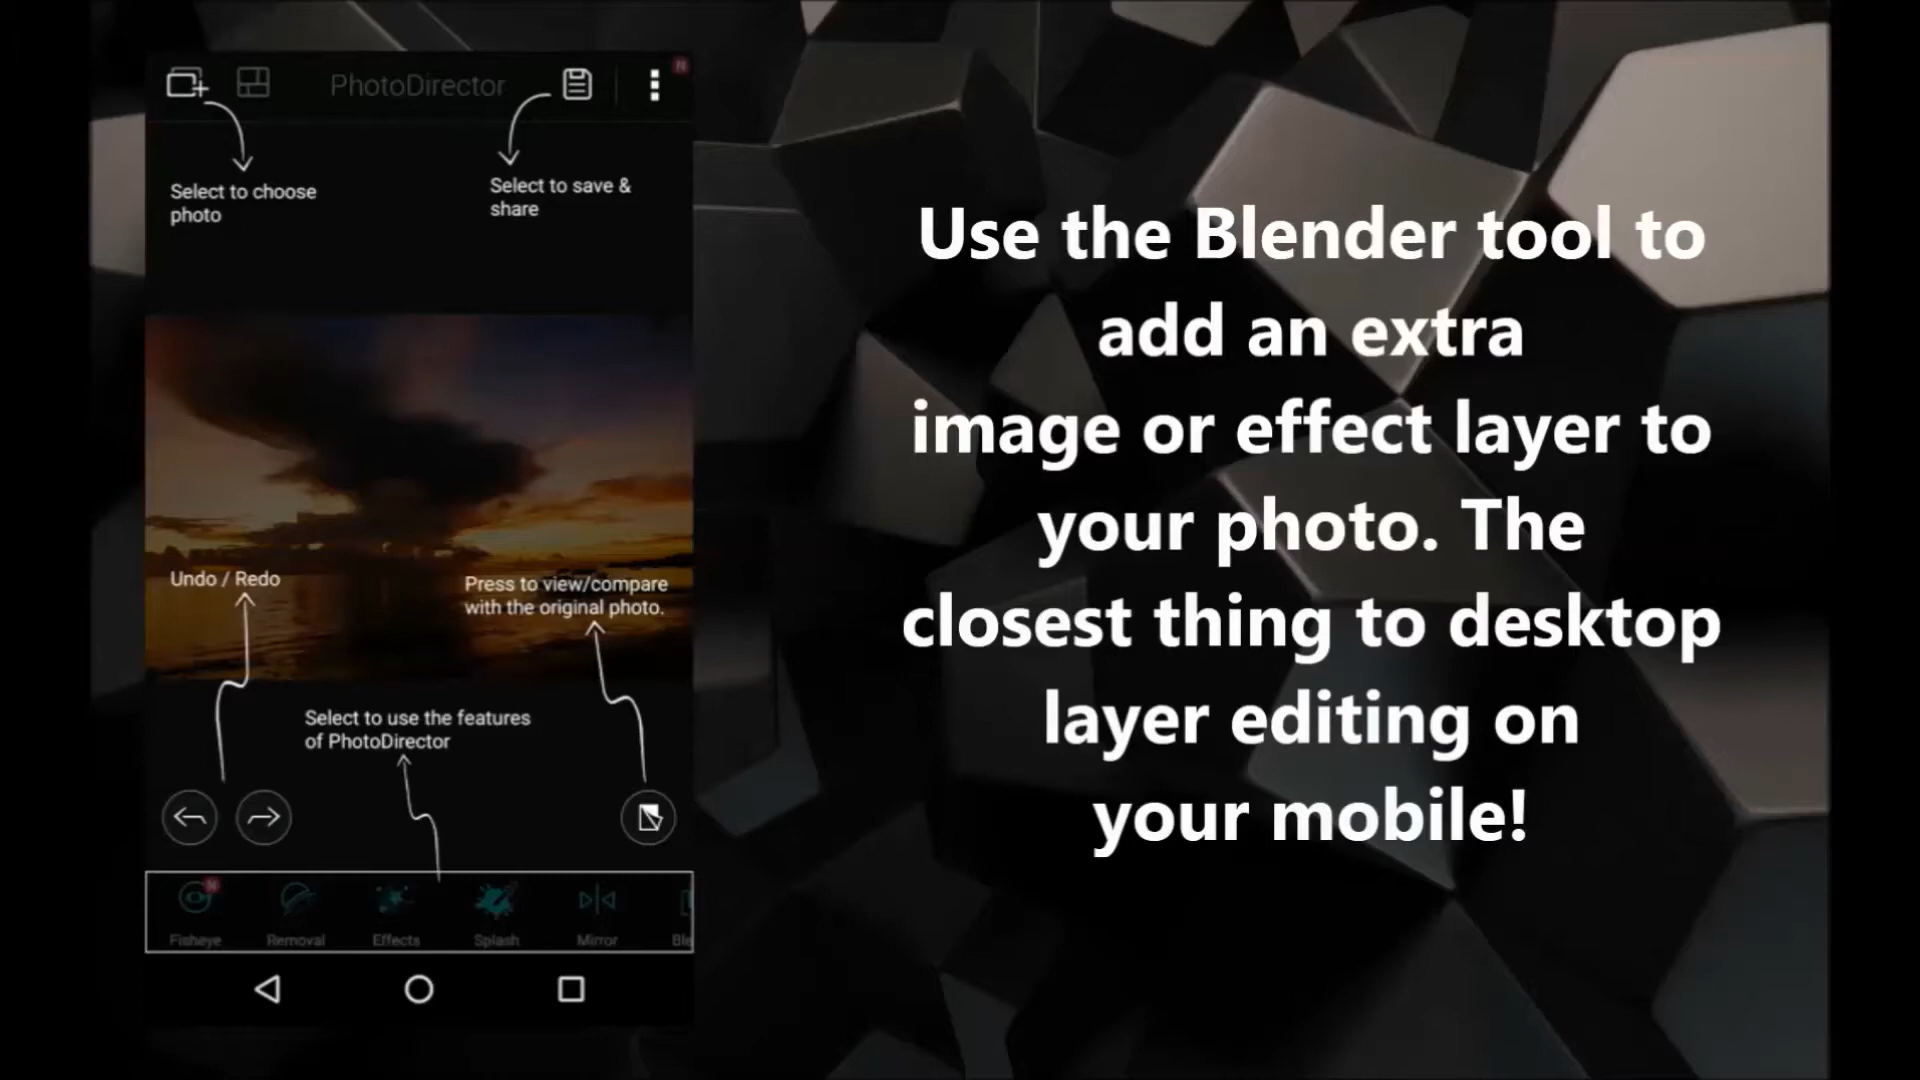 PhotoDirector
N
Select to choose
photo
Select to save &
share
Undo / Redo
Press to view/compare
with the original photo.
Select to use the features
of PhotoDirector
N
Fisheye
Removal
Effects
Splash
Mirror
Use the Blender tool to
add an extra
image or effect layer to
your photo. The
closest thing to desktop
layer editing on
your mobile!